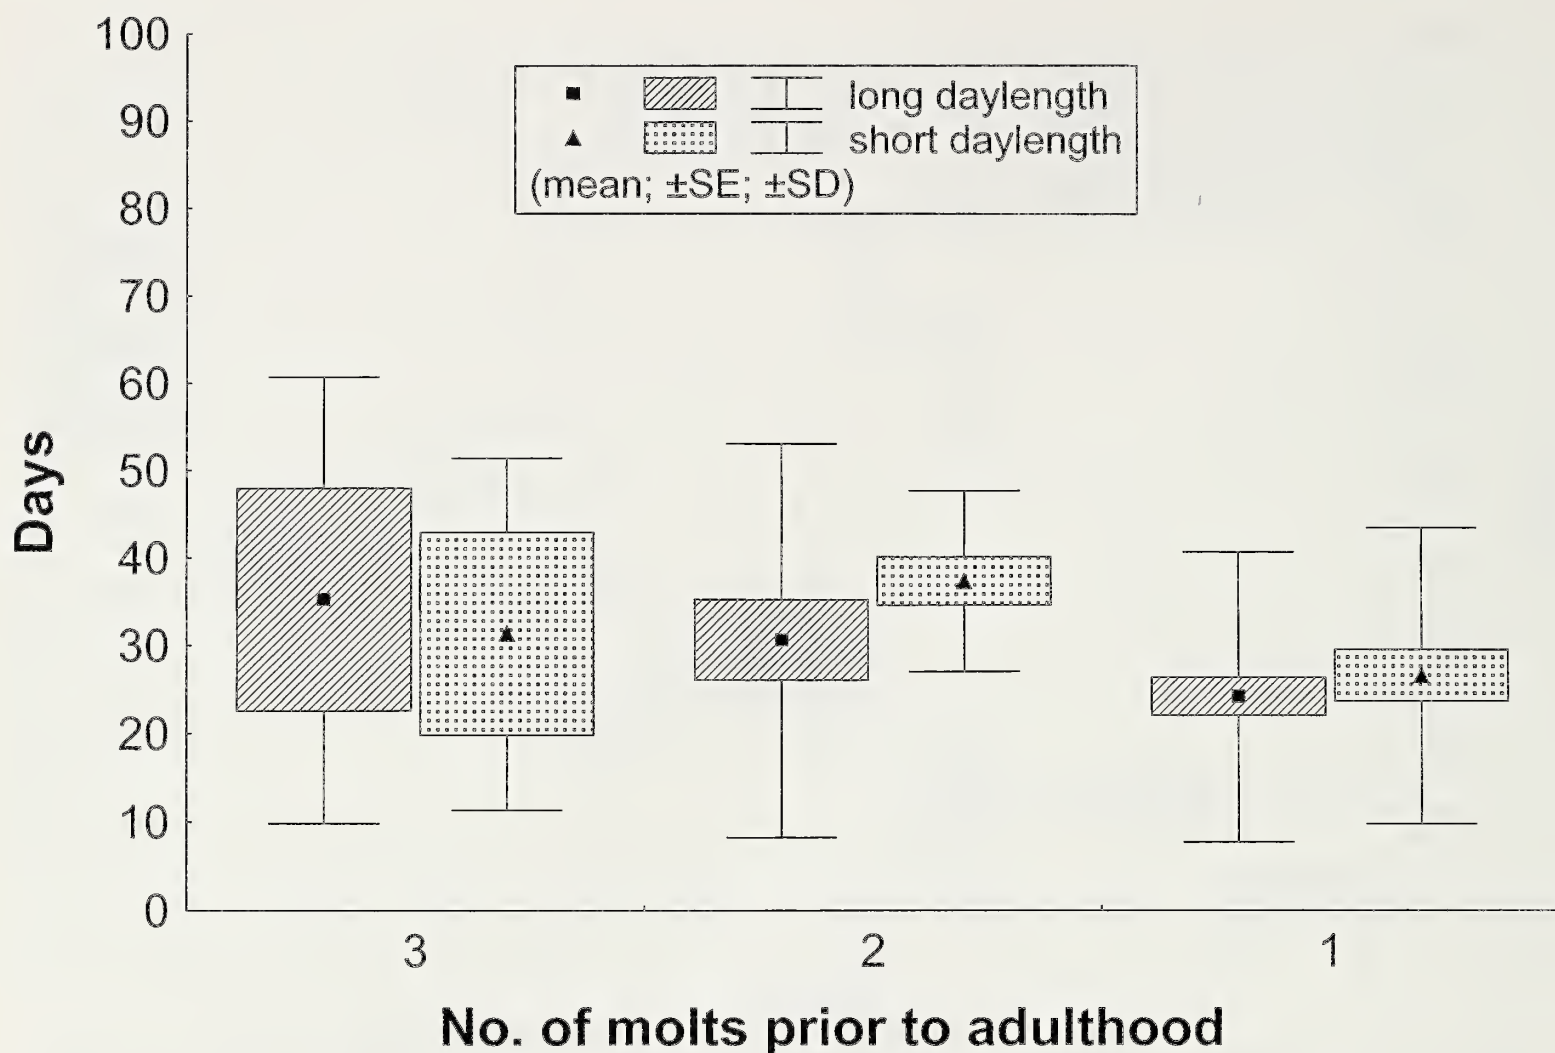 100
90
80
70
60
50
40
30
20
10
0
Days
long daylength
short daylength
(mean; ±SE; ±SD)
3 2 1
No. of molts prior to adulthood